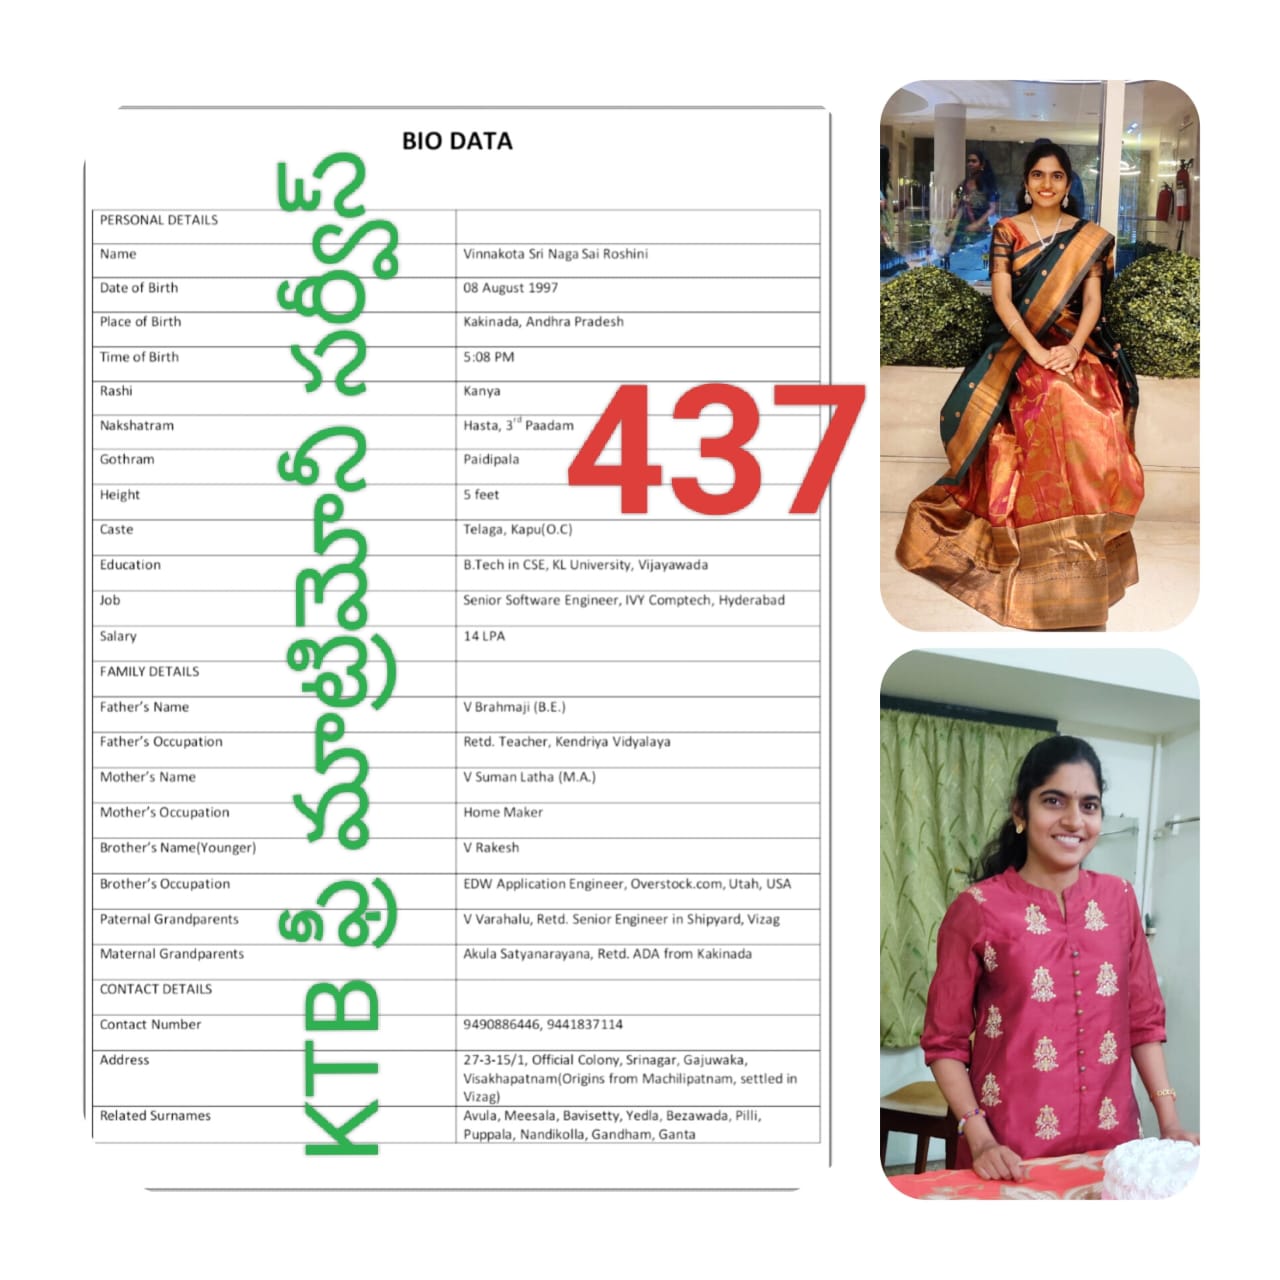 BIO DATA
PERSONAL DETAILS
Name Vinnakota Sri Naga Sai Roshini
Date of Birth 08 August 1997
Place of Birth Kakinada, Andhra Pradesh
Time of Birth 5:08 PM
Rashi Kanya
Nakshatram Hasta, 3rd Paadam
Gothram Paidipala
Height 5 feet
Caste Telaga, Kapu(O.C)
Education B.Tech in CSE, KL University, Vijayawada
Job Senior Software Engineer, IVY Comptech, Hyderabad
Salary 14 LPA
FAMILY DETAILS
Father's Name V Brahmaji (B.E.)
Father's Occupation Retd. Teacher, Kendriya Vidyalaya
Mother's Name V Suman Latha (M.A.)
Mother's Occupation Home Maker
Brother's Name(Younger) V Rakesh
Brother's Occupation EDW Application Engineer, Overstock.com, Utah, USA
Paternal Grandparents V Varahalu, Retd. Senior Engineer in Shipyard, Vizag
Maternal Grandparents Akula Satyanarayana, Retd. ADA from Kakinada
CONTACT DETAILS
Contact Number 9490886446, 9441837114
Address 27-3-15/1, Official Colony, Srinagar, Gajuwaka,
Visakhapatnam(Origins from Machilipatnam, settled in
Vizag)
Related Surnames Avula, Meesala, Bavisetty, Yedla, Bezawada, Pilli,
Puppala, Nandikolla, Gandham, Ganta
KTB ఫ్రీ మాట్రిమోనీ సర్వీస్
437